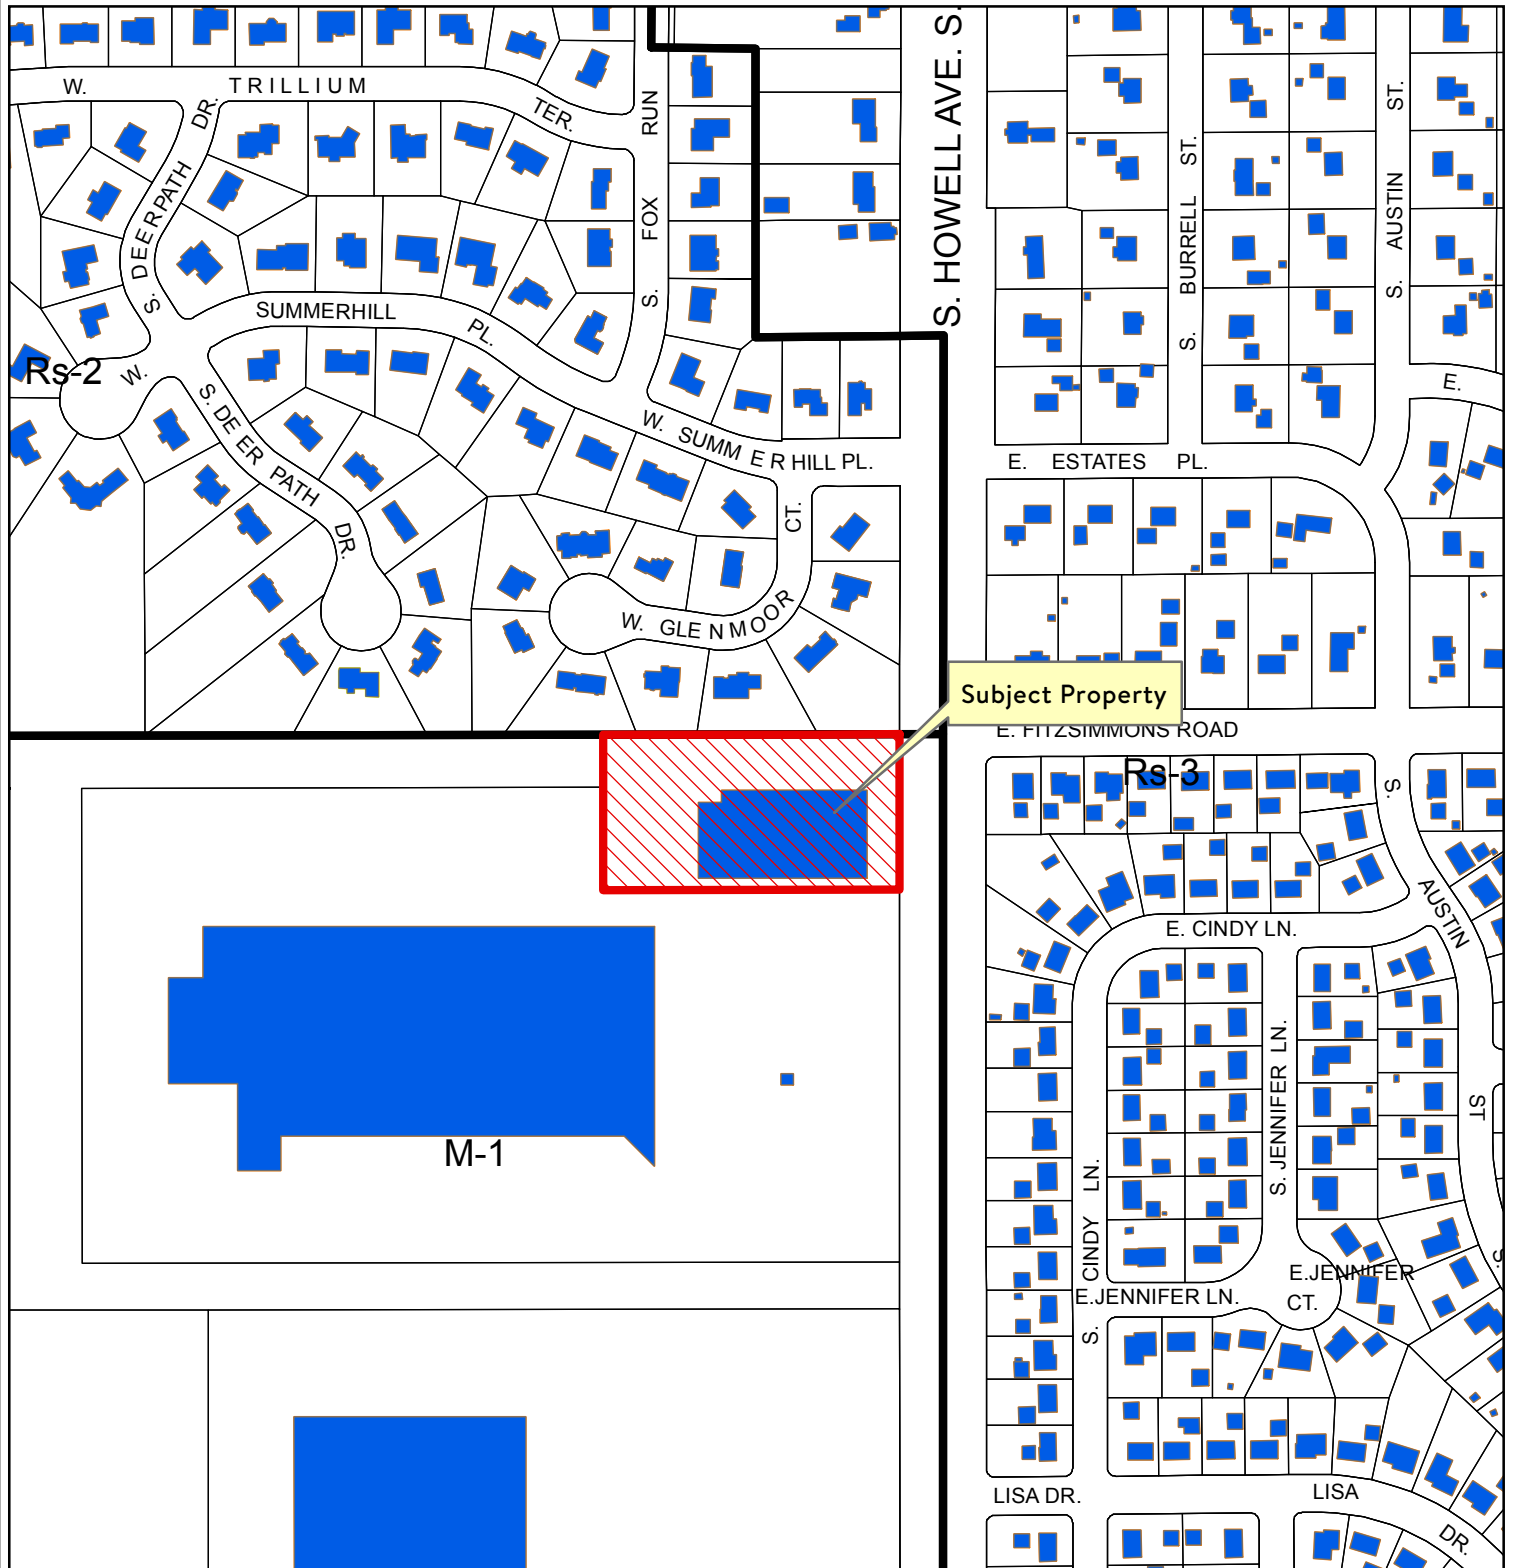 W. TRILLIUM TER.
S. DEERPATH DR.
S. FOX RUN
S. HOWELL AVE. S.
S. BURRELL ST.
S. AUSTIN ST.
SUMMERHILL PL.
Rs-2
W.
S. DEER PATH DR.
W. SUMMERHILL PL.
E.
E. ESTATES PL.
CT.
W. GLENMOOR
Subject Property
E. FITZSIMMONS ROAD
Rs-3
S. AUSTIN ST
E. CINDY LN.
S. JENNIFER LN.
S. CINDY LN.
M-1
S.
E.JENNIFER
CT.
E.JENNIFER LN.
LISA DR.
LISA DR.